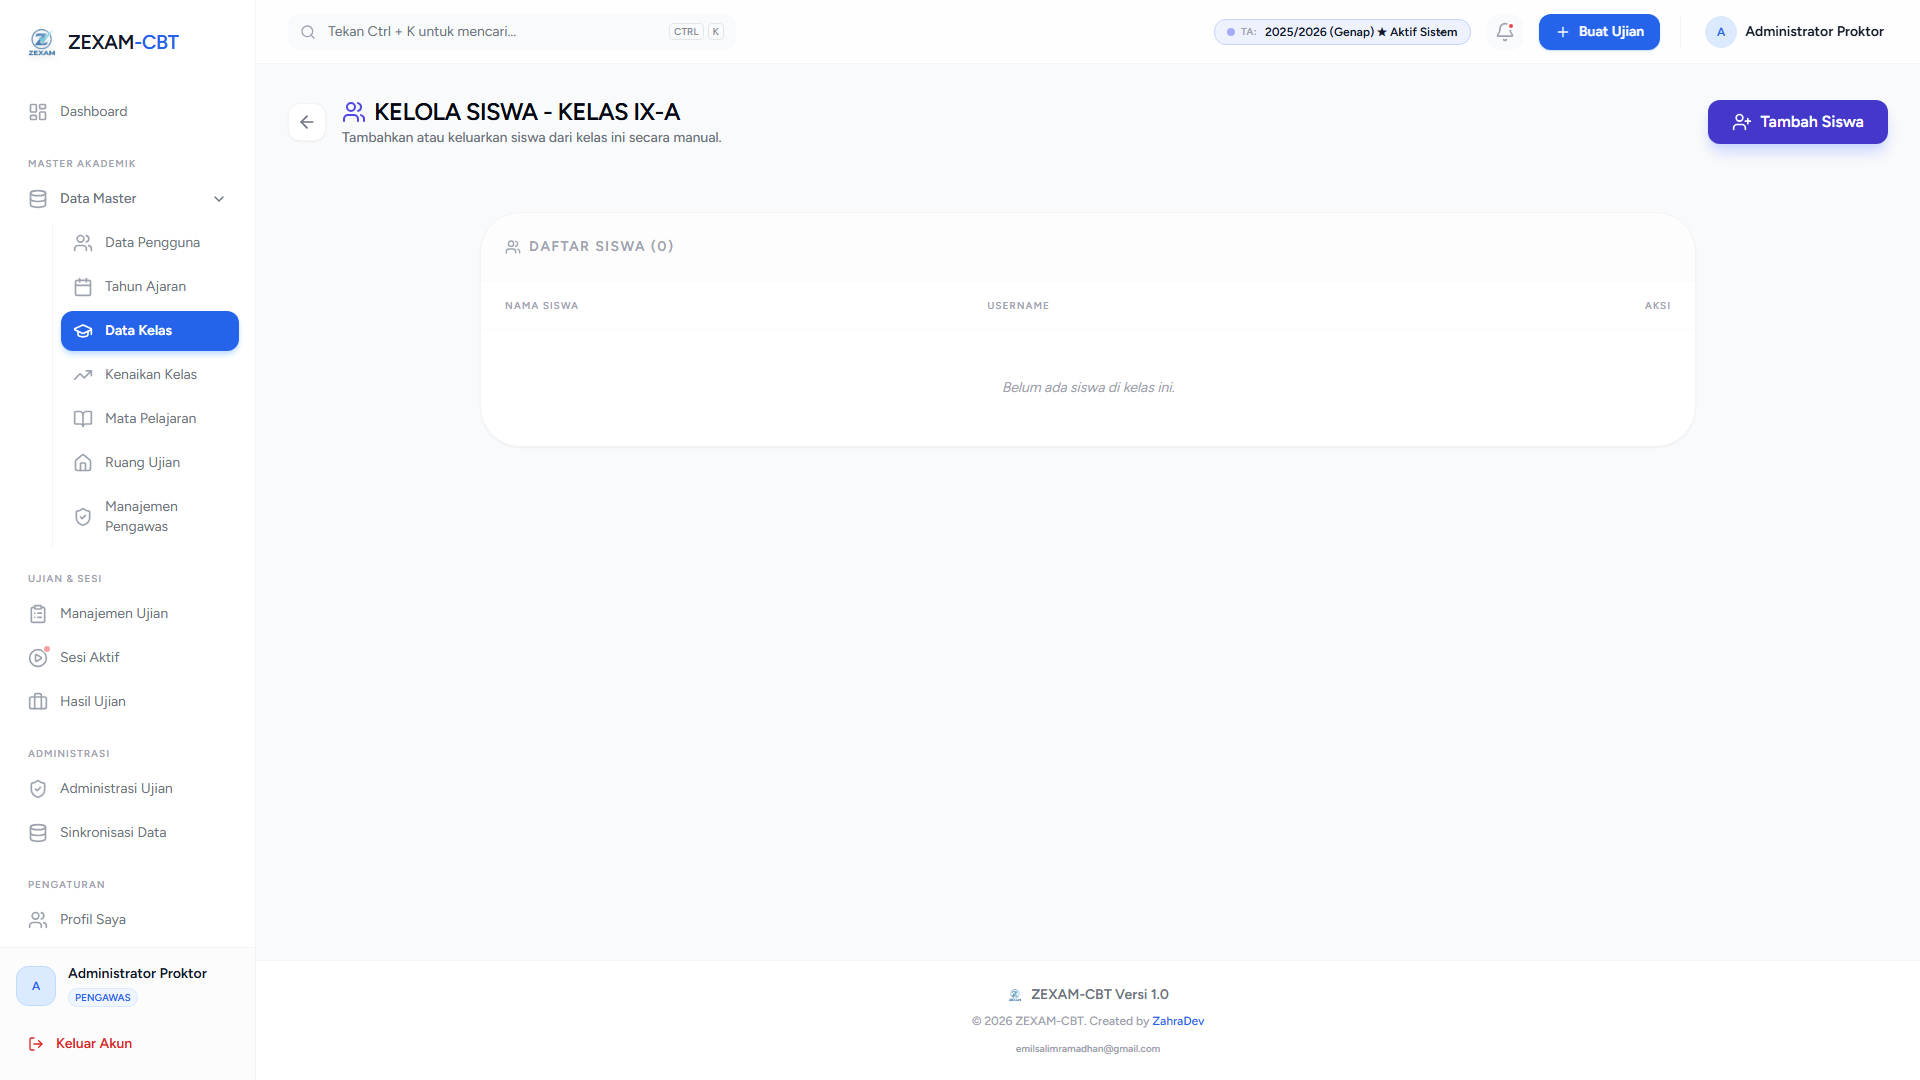 ZEXAM
ZEXAM-CBT
Dashboard
MASTER AKADEMIK
Data Master
Data Pengguna
Tahun Ajaran
Data Kelas
Kenaikan Kelas
Mata Pelajaran
Ruang Ujian
Manajemen
Pengawas
UJIAN & SESI
Manajemen Ujian
Sesi Aktif
Hasil Ujian
ADMINISTRASI
Administrasi Ujian
Sinkronisasi Data
PENGATURAN
Profil Saya
A
Administrator Proktor
PENGAWAS
Keluar Akun
Tekan Ctrl + K untuk mencari...
CTRL K
TA: 2025/2026 (Genap) ★ Aktif Sistem
Buat Ujian
A Administrator Proktor
KELOLA SISWA - KELAS IX-A
Tambahkan atau keluarkan siswa dari kelas ini secara manual.
Tambah Siswa
DAFTAR SISWA (0)
NAMA SISWA USERNAME AKSI
Belum ada siswa di kelas ini.
ZEXAM-CBT Versi 1.0
© 2026 ZEXAM-CBT. Created by ZahraDev
emilsalimramadhan@gmail.com